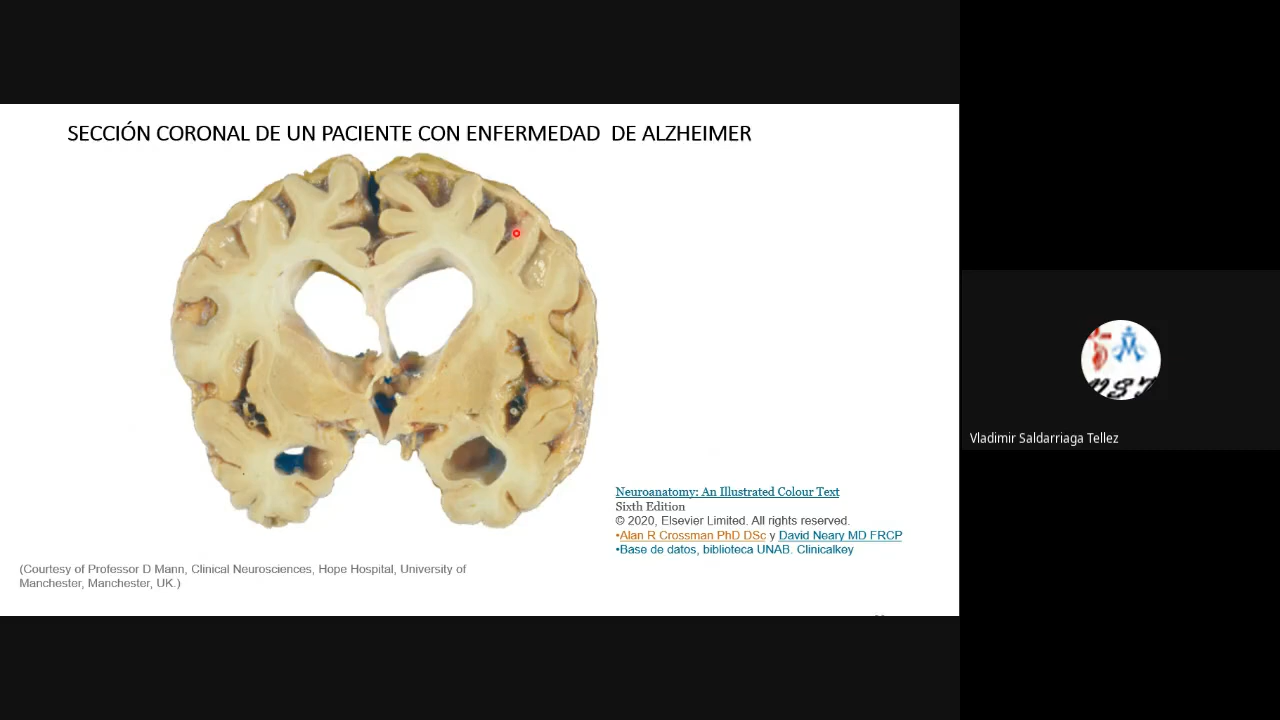 SECCIÓN CORONAL DE UN PACIENTE CON ENFERMEDAD DE ALZHEIMER
Neuroanatomy: An Illustrated Colour Text
Sixth Edition
© 2020, Elsevier Limited. All rights reserved.
•Alan R Crossman PhD DSc y David Neary MD FRCP
•Base de datos, biblioteca UNAB. Clinicalkey
(Courtesy of Professor D Mann, Clinical Neurosciences, Hope Hospital, University of
Manchester, Manchester, UK.)
Vladimir Saldarriaga Tellez